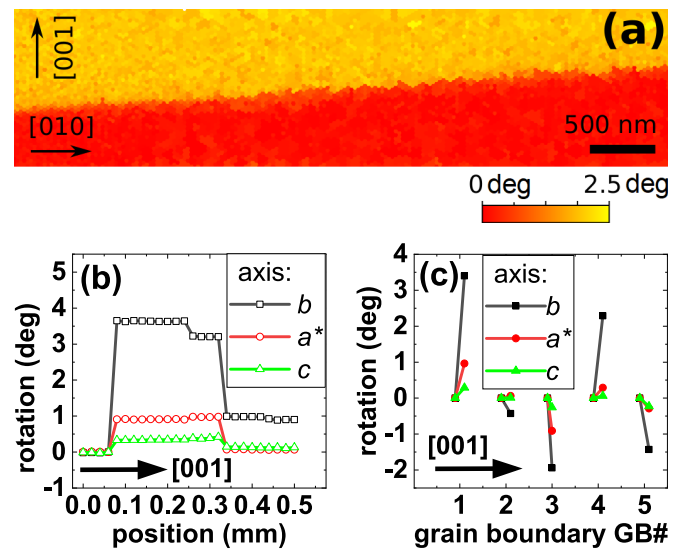 (a)
[001]
[010]
500 nm
0 deg 2.5 deg
(b)
axis:
b
a*
c
rotation (deg)
5
4
3
2
1
0
-1
[001]
0.0 0.1 0.2 0.3 0.4 0.5
position (mm)
(c)
axis:
b
a*
c
rotation (deg)
4
3
2
1
0
-1
-2
[001]
1 2 3 4 5
grain boundary GB#